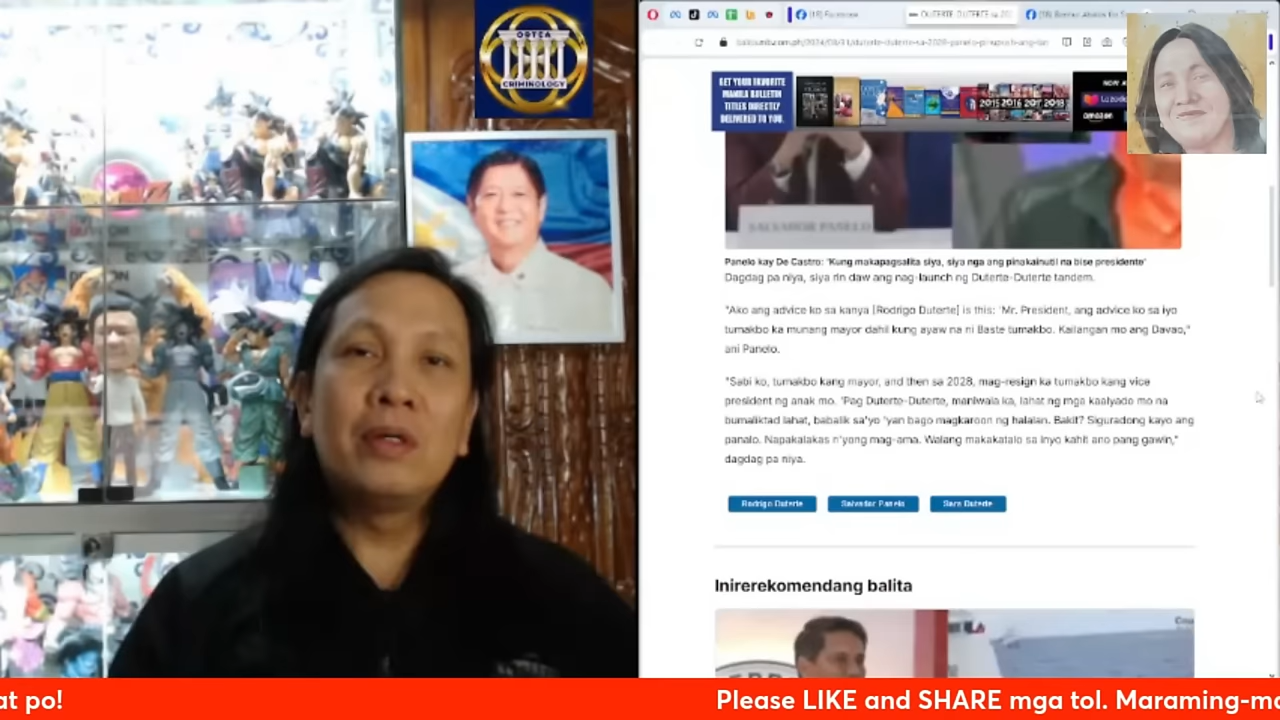 ORTEA
CRIMINOLOGY
GET YOUR FAVORITE
MANILA BULLETIN
TITLES DIRECTLY
DELIVERED TO YOU.
2015 2016 2017 2018
SALVADOR PANELO
Panelo kay De Castro: 'Kung makapagsalita siya, siya nga ang pinakainutil na bise presidente'
Dagdag pa niya, siya rin daw ang nag-launch ng Duterte-Duterte tandem.
"Ako ang advice ko sa kanya [Rodrigo Duterte] is this: 'Mr. President, ang advice ko sa iyo
tumakbo ka munang mayor dahil kung ayaw na ni Baste tumakbo. Kailangan mo ang Davao,"
ani Panelo.
"Sabi ko, tumakbo kang mayor, and then sa 2028, mag-resign ka tumakbo kang vice
president ng anak mo. 'Pag Duterte-Duterte, maniwala ka, lahat ng mga kaalyado mo na
bumaliktad lahat, babalik sa'yo 'yan bago magkaroon ng halalan. Bakit? Siguradong kayo ang
panalo. Napakalakas n'yong mag-ama. Walang makakatalo sa inyo kahit ano pang gawin,"
dagdag pa niya.
Rodrigo Duterte Salvador Panelo Sara Duterte
Inirerekomendang balita
at po! Please LIKE and SHARE mga tol. Maraming-ma